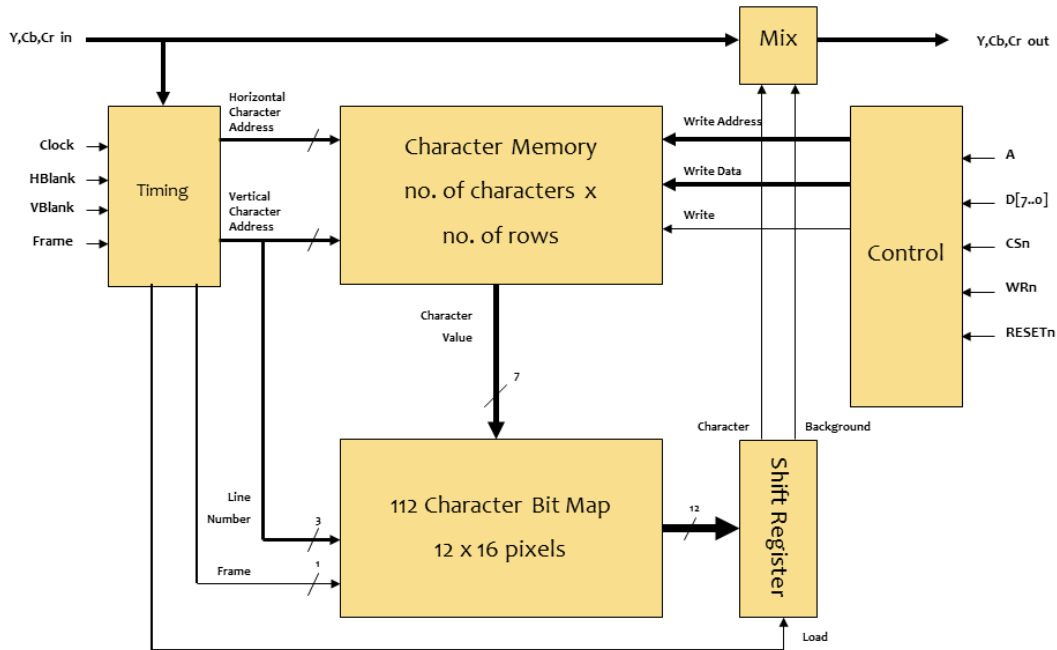 Y,Cb,Cr in
Mix
Y,Cb,Cr out
Horizontal
Character
Address
Clock
HBlank
VBlank
Frame
Timing
Vertical
Character
Address
Character Memory
no. of characters x
no. of rows
Write Address
Write Data
Write
Control
A
D[7..0]
CSn
WRn
RESETn
Character
Value
7
Character
Background
Line
Number
3
Frame
1
112 Character Bit Map
12 x 16 pixels
12
Shift Register
Load